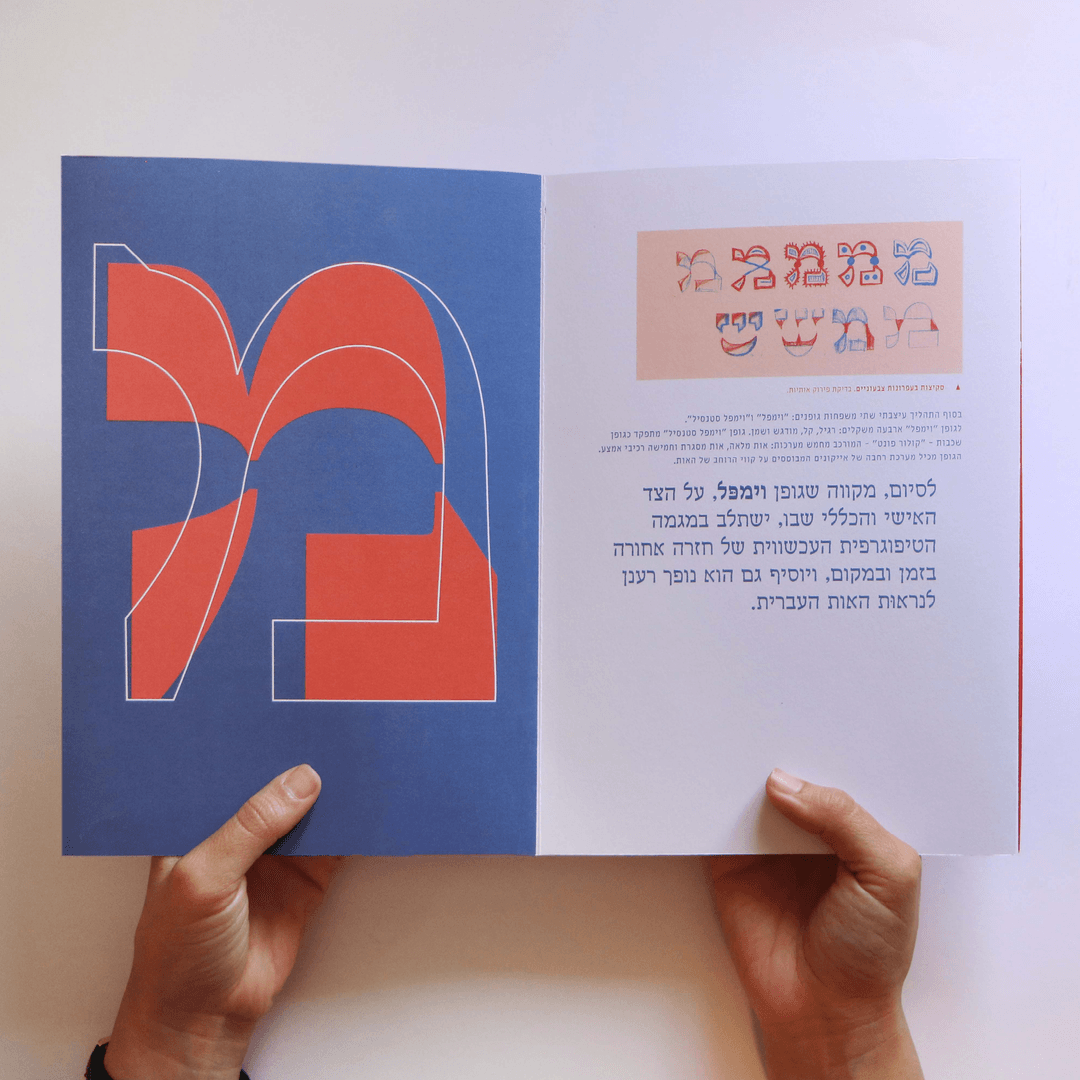 מ
מ מ מ מ מ
מ מ ש ש
▲ סקיצות בעפרונות צבעוניים. בדיקת פירוק אותיות.
בסוף התהליך עיצבתי שתי משפחות גופנים: "וימפל" ו"וימפל סטנסיל".
לגופן "וימפל" ארבעה משקלים: רגיל, קל, מודגש ושמן. גופן "וימפל סטנסיל" מתפקד כגופן
שכבות – "קולור פונט" – המורכב מחמש מערכות: אות מלאה, אות מסגרת וחמישה רכיבי אמצע.
הגופן מכיל מערכת רחבה של אייקונים המבוססים על קווי הרוחב של האות.
לסיום, מקווה שגופן וימפל, על הצד
האישי והכללי שבו, ישתלב במגמה
הטיפוגרפית העכשווית של חזרה אחורה
בזמן ובמקום, ויוסיף גם הוא נופך רענן
לנראוּת האות העברית.